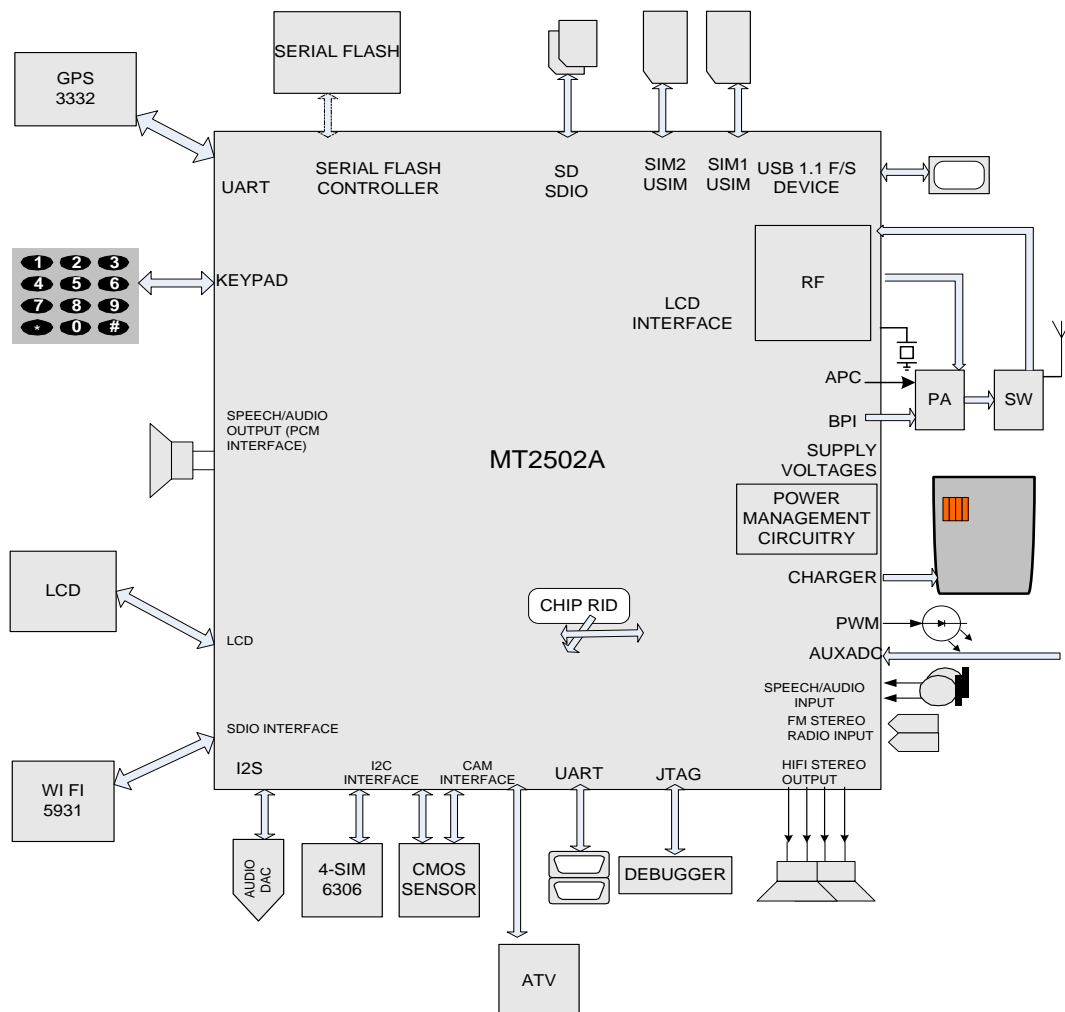 SERIAL FLASH
GPS
3332
UART
SERIAL FLASH
CONTROLLER
SD
SDIO
SIM2
USIM
SIM1
USIM
USB 1.1 F/S
DEVICE
1 2 3
4 5 6
7 8 9
* 0 #
KEYPAD
RF
LCD
INTERFACE
APC
PA
SW
BPI
SPEECH/AUDIO
OUTPUT (PCM
INTERFACE)
MT2502A
SUPPLY
VOLTAGES
POWER
MANAGEMENT
CIRCUITRY
CHARGER
LCD
CHIP RID
PWM
LCD
AUXADC
SPEECH/AUDIO
INPUT
FM STEREO
RADIO INPUT
SDIO INTERFACE
WI FI
5931
I2S
I2C
INTERFACE
CAM
INTERFACE
UART
JTAG
HIFI STEREO
OUTPUT
AUDIO
DAC
4-SIM
6306
CMOS
SENSOR
DEBUGGER
ATV